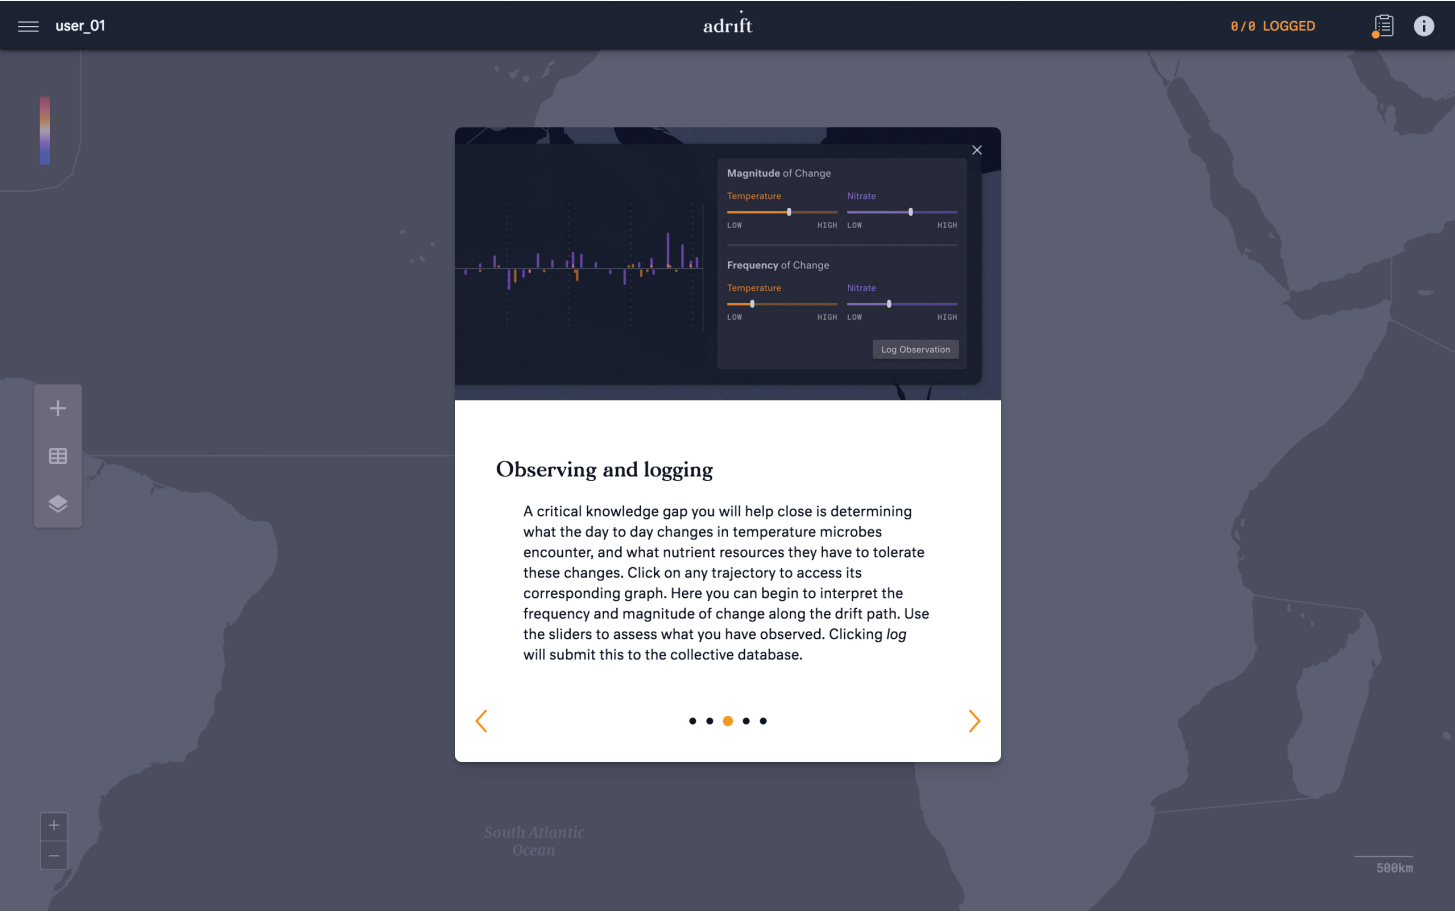 user_01
adrift
0/0 LOGGED
Magnitude of Change
Temperature Nitrate
LOW HIGH LOW HIGH
Frequency of Change
Temperature Nitrate
LOW HIGH LOW HIGH
Log Observation
Observing and logging
A critical knowledge gap you will help close is determining
what the day to day changes in temperature microbes
encounter, and what nutrient resources they have to tolerate
these changes. Click on any trajectory to access its
corresponding graph. Here you can begin to interpret the
frequency and magnitude of change along the drift path. Use
the sliders to assess what you have observed. Clicking log
will submit this to the collective database.
South Atlantic
Ocean
500km